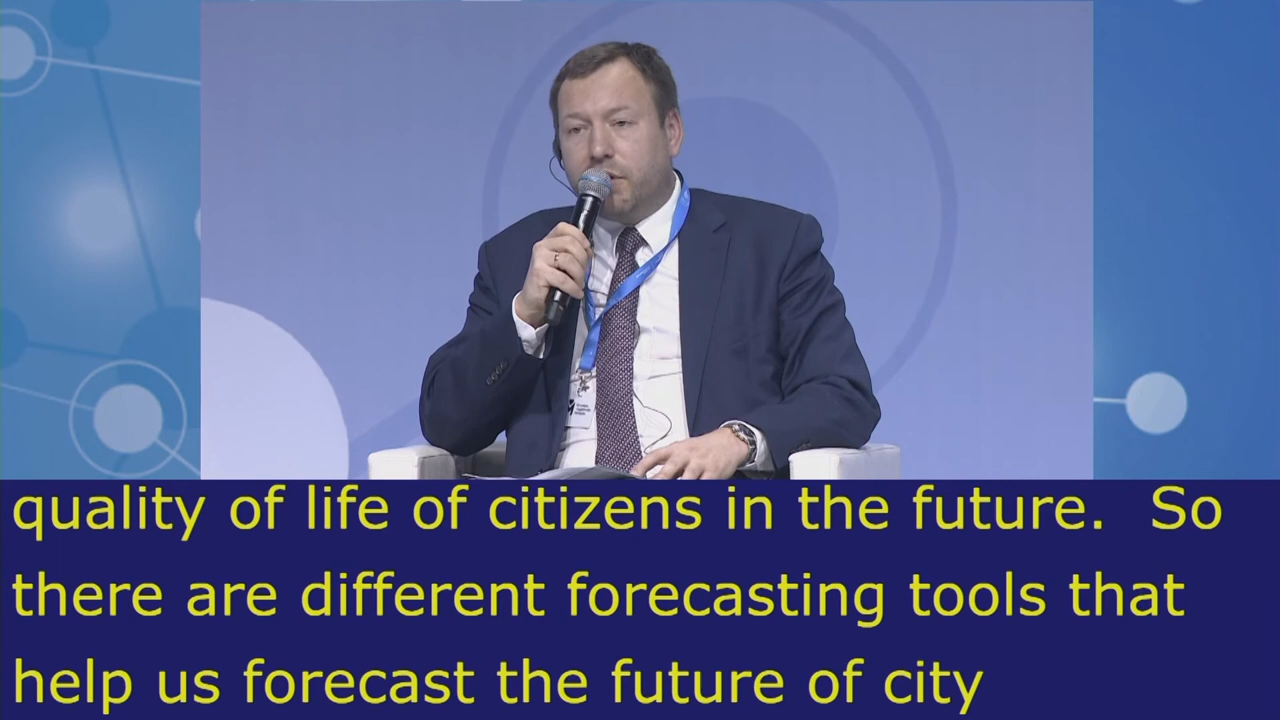 quality of life of citizens in the future.  So
there are different forecasting tools that
help us forecast the future of city